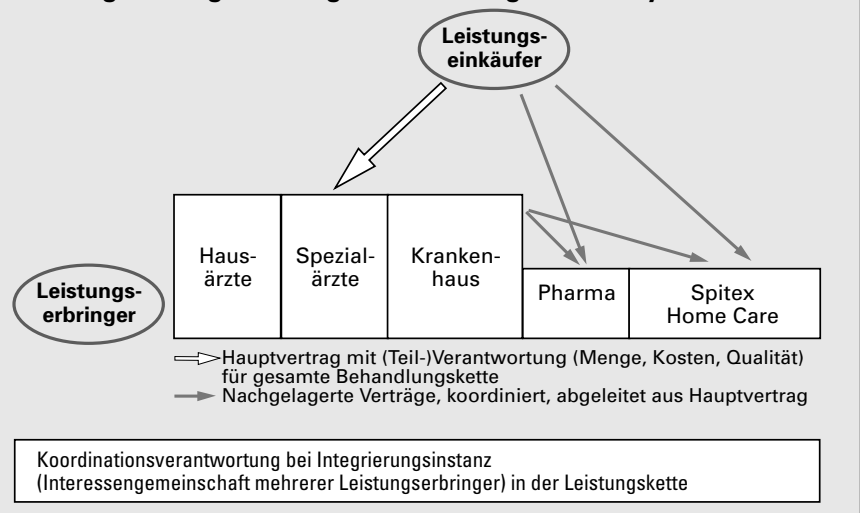 Leistungs-
einkäufer
Haus-
ärzte
Spezial-
ärzte
Kranken-
haus
Pharma
Spitex
Home Care
Leistungs-
erbringer
Hauptvertrag mit (Teil-)Verantwortung (Menge, Kosten, Qualität)
für gesamte Behandlungskette
Nachgelagerte Verträge, koordiniert, abgeleitet aus Hauptvertrag
Koordinationsverantwortung bei Integrierungsinstanz
(Interessengemeinschaft mehrerer Leistungserbringer) in der Leistungskette